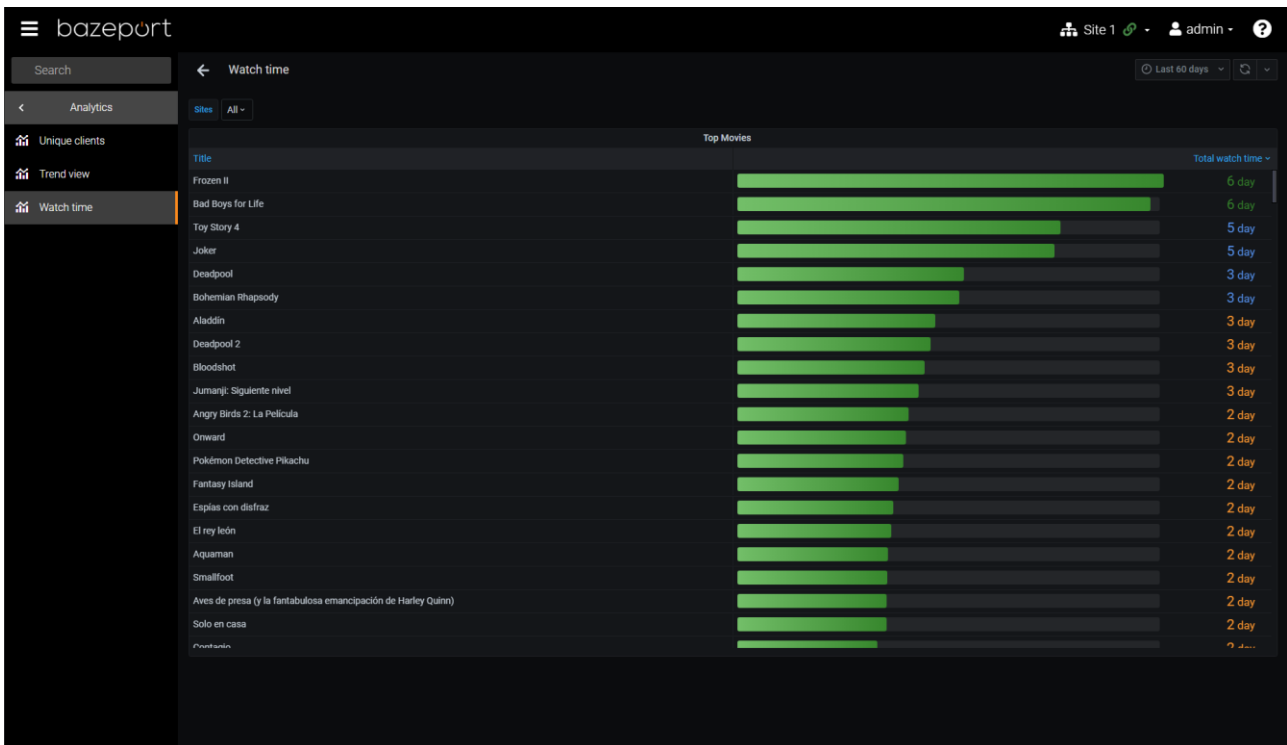 bazeport
Site 1
admin
?
Search
Watch time
Last 60 days
Analytics
Sites All
Unique clients
Top Movies
Title Total watch time
Trend view
Frozen II 6 day
Watch time
Bad Boys for Life 6 day
Toy Story 4 5 day
Joker 5 day
Deadpool 3 day
Bohemian Rhapsody 3 day
Aladdín 3 day
Deadpool 2 3 day
Bloodshot 3 day
Jumanji: Siguiente nivel 3 day
Angry Birds 2: La Película 2 day
Onward 2 day
Pokémon Detective Pikachu 2 day
Fantasy Island 2 day
Espías con disfraz 2 day
El rey león 2 day
Aquaman 2 day
Smallfoot 2 day
Aves de presa (y la fantabulosa emancipación de Harley Quinn) 2 day
Solo en casa 2 day
Contagio 2 day